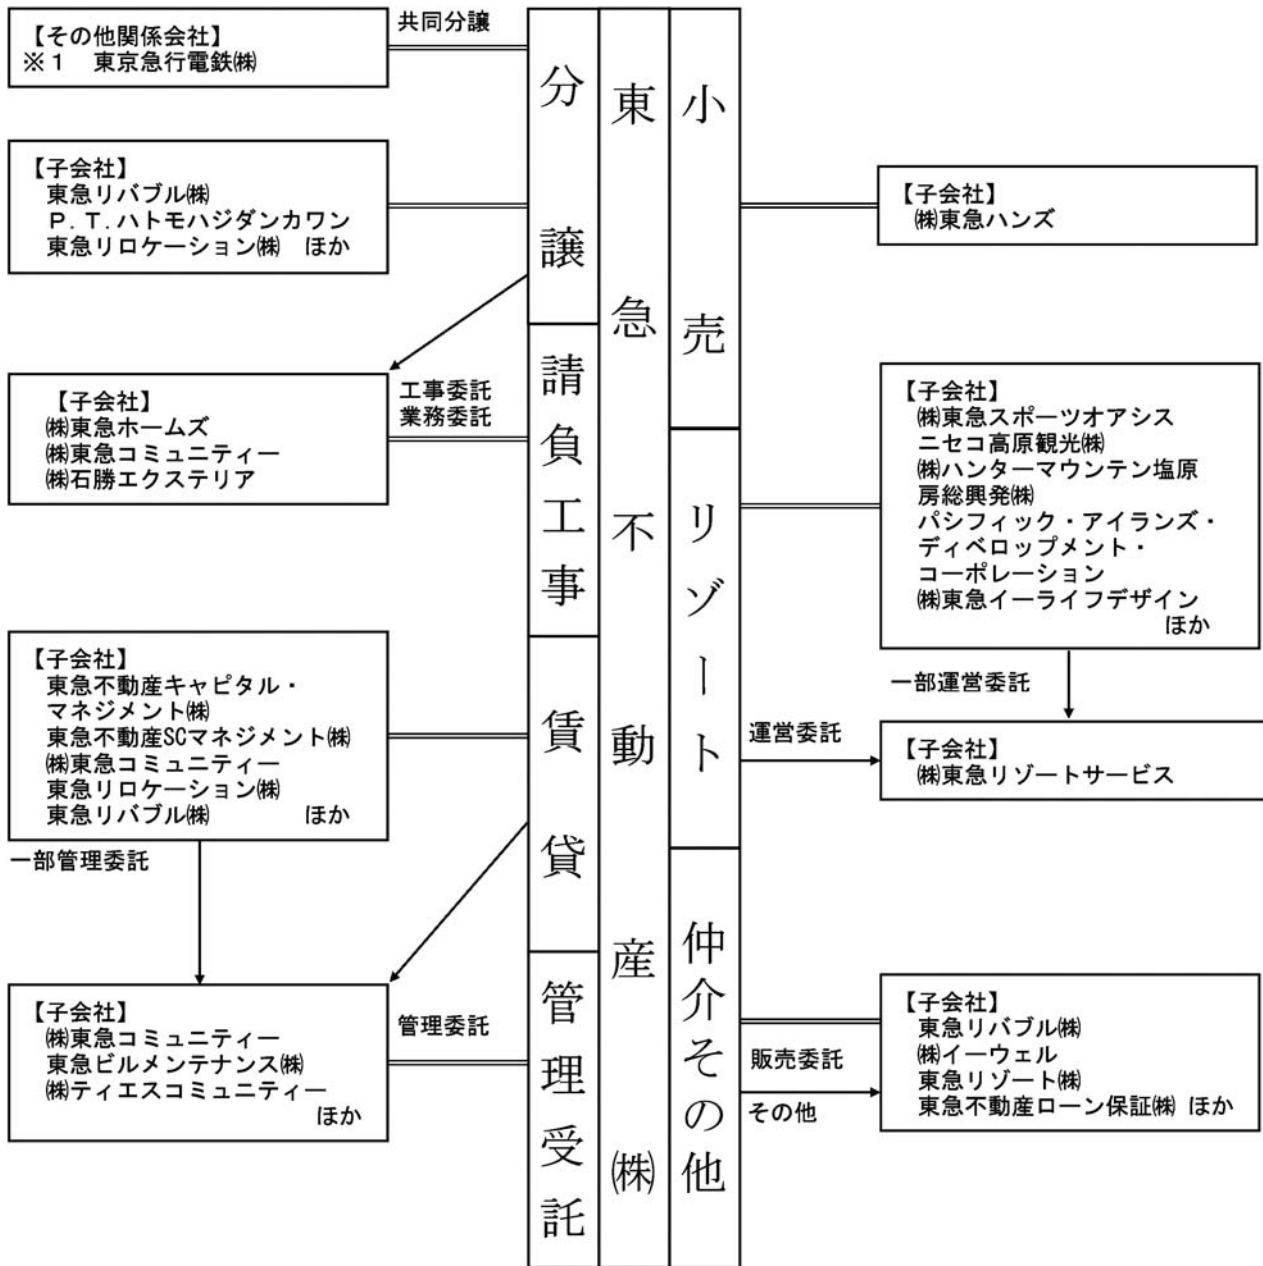 【その他関係会社】
※１　東京急行電鉄㈱
共同分譲
【子会社】
東急リバブル㈱
Ｐ．Ｔ．ハトモハジダンカワン
東急リロケーション㈱　ほか
【子会社】
㈱東急ホームズ
㈱東急コミュニティー
㈱石勝エクステリア
工事委託
業務委託
【子会社】
東急不動産キャピタル・
マネジメント㈱
東急不動産SCマネジメント㈱
㈱東急コミュニティー
東急リロケーション㈱
東急リバブル㈱　ほか
一部管理委託
【子会社】
㈱東急コミュニティー
東急ビルメンテナンス㈱
㈱ティエスコミュニティー
ほか
管理委託
分譲
請負工事
賃貸
管理受託
東急不動産㈱
小売
リゾート
仲介その他
【子会社】
㈱東急ハンズ
【子会社】
㈱東急スポーツオアシス
ニセコ高原観光㈱
㈱ハンターマウンテン塩原
房総興発㈱
パシフィック・アイランズ・
ディベロップメント・
コーポレーション
㈱東急イーライフデザイン
ほか
一部運営委託
運営委託
【子会社】
㈱東急リゾートサービス
販売委託
その他
【子会社】
東急リバブル㈱
㈱イーウェル
東急リゾート㈱
東急不動産ローン保証㈱ ほか